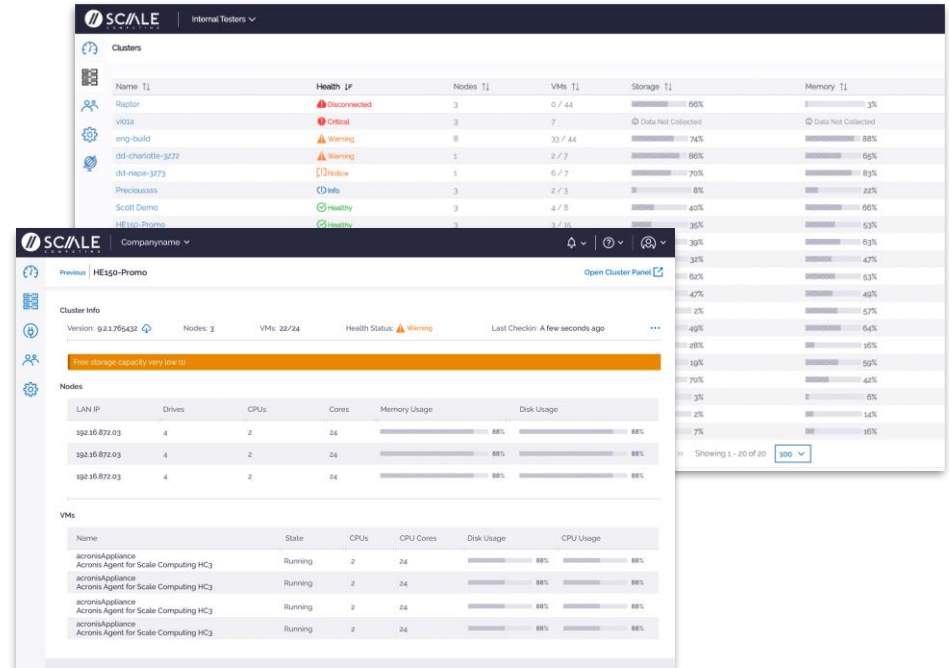 SCALE COMPUTING Internal Testers
Clusters
Name Health Nodes VMs Storage Memory
Raptor Disconnected 3 0 / 44 66% 3%
vio1a Critical 3 7 Data Not Collected Data Not Collected
eng-build Warning 8 33 / 44 74% 88%
dd-charlotte-3272 Warning 1 2 / 7 86% 65%
dd-napa-3273 Notice 1 6 / 7 70% 83%
Preciousssss Info 3 2 / 3 8% 22%
Scott Demo Healthy 3 4 / 8 40% 66%
HE150-Promo Healthy 3 3 / 15 35% 53%
39% 63%
32% 47%
62% 53%
47% 49%
2% 57%
49% 64%
28% 16%
19% 59%
70% 42%
3% 6%
2% 14%
7% 16%
Showing 1 - 20 of 20 100
SCALE COMPUTING Companyname
Previous HE150-Promo Open Cluster Panel
Cluster Info
Version: 9.2.1.765432 Nodes: 3 VMs: 22/24 Health Status: Warning Last Checkin: A few seconds ago ...
Free storage capacity very low (1)
Nodes
LAN IP Drives CPUs Cores Memory Usage Disk Usage
192.16.872.03 4 2 24 88% 88%
192.16.872.03 4 2 24 88% 88%
192.16.872.03 4 2 24 88% 88%
VMs
Name State CPUs CPU Cores Disk Usage CPU Usage
acronisAppliance
Acronis Agent for Scale Computing HC3 Running 2 24 88% 88%
acronisAppliance
Acronis Agent for Scale Computing HC3 Running 2 24 88% 88%
acronisAppliance
Acronis Agent for Scale Computing HC3 Running 2 24 88% 88%
acronisAppliance
Acronis Agent for Scale Computing HC3 Running 2 24 88% 88%